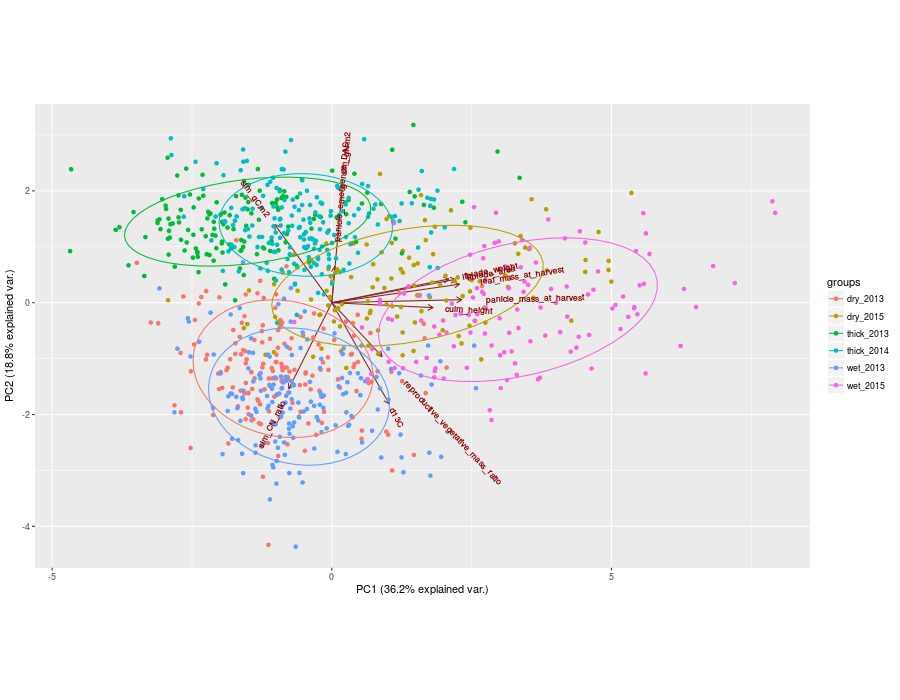 2
0
-2
-4
-5
0
5
PC1 (36.2% explained var.)
PC2 (18.8% explained var.)
leaf_mass_at_harvest
panicle_mass_at_harvest
culm_height
reproductive_vegetative_mass_ratio
d13C
groups
dry_2013
dry_2015
thick_2013
thick_2014
wet_2013
wet_2015